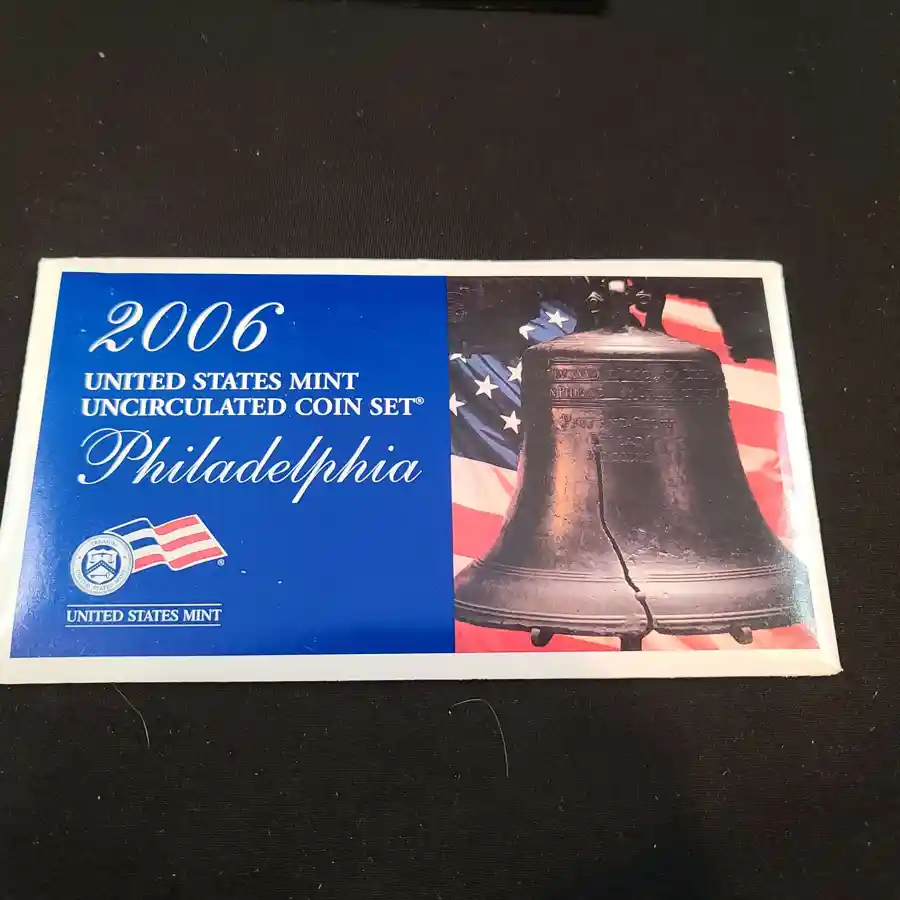 2006
UNITED STATES MINT
UNCIRCULATED COIN SET®
Philadelphia
®
UNITED STATES MINT